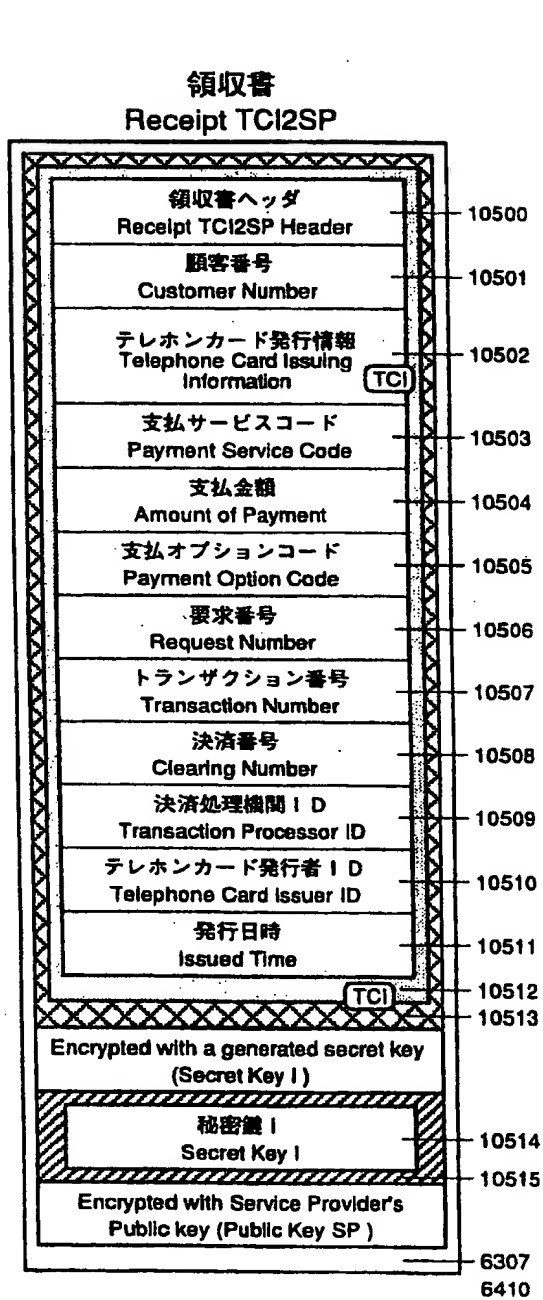 領収書
Receipt TCI2SP
領収書ヘッダ
Receipt TCI2SP Header
10500
顧客番号
Customer Number
10501
テレホンカード発行情報
Telephone Card Issuing
Information
TCI
10502
支払サービスコード
Payment Service Code
10503
支払金額
Amount of Payment
10504
支払オプションコード
Payment Option Code
10505
要求番号
Request Number
10506
トランザクション番号
Transaction Number
10507
決済番号
Clearing Number
10508
決済処理機関ID
Transaction Processor ID
10509
テレホンカード発行者ID
Telephone Card Issuer ID
10510
発行日時
Issued Time
10511
TCI
10512
10513
Encrypted with a generated secret key
(Secret Key I )
秘密鍵 I
Secret Key I
10514
10515
Encrypted with Service Provider's
Public key (Public Key SP )
6307
6410